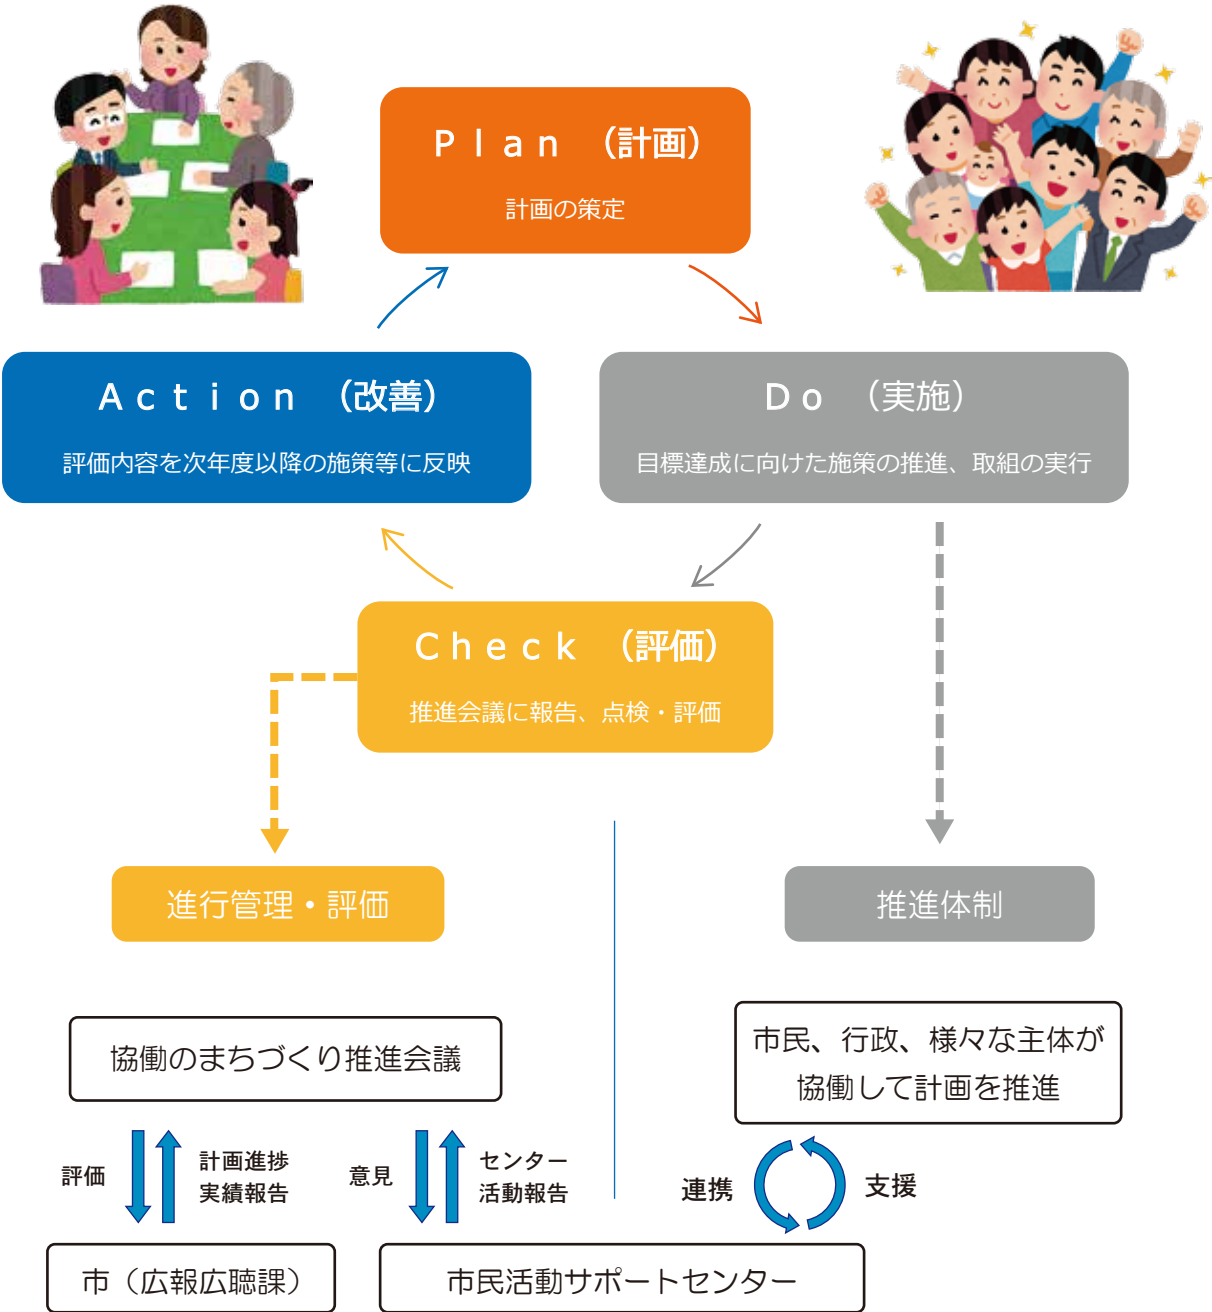 Plan （計画）
計画の策定
Action （改善）
評価内容を次年度以降の施策等に反映
Do （実施）
目標達成に向けた施策の推進、取組の実行
Check （評価）
推進会議に報告、点検・評価
進行管理・評価
推進体制
協働のまちづくり推進会議
市民、行政、様々な主体が
協働して計画を推進
評価
計画進捗
実績報告
意見
センター
活動報告
連携
支援
市（広報広聴課）
市民活動サポートセンター